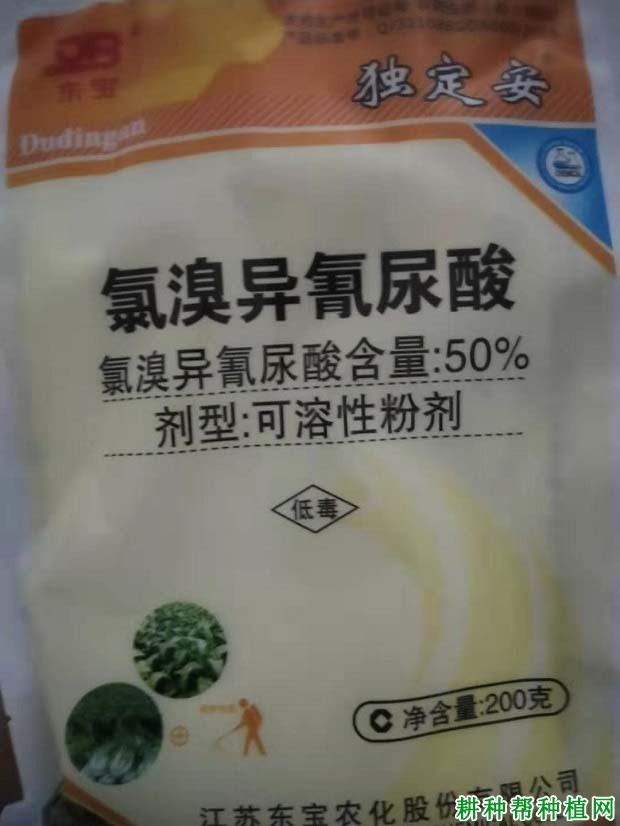 东宝
独定安
Dudingan
氯溴异氰尿酸
氯溴异氰尿酸含量:50%
剂型:可溶性粉剂
低毒
净含量:200克
江苏东宝农化股份有限公司
耕种帮种植网